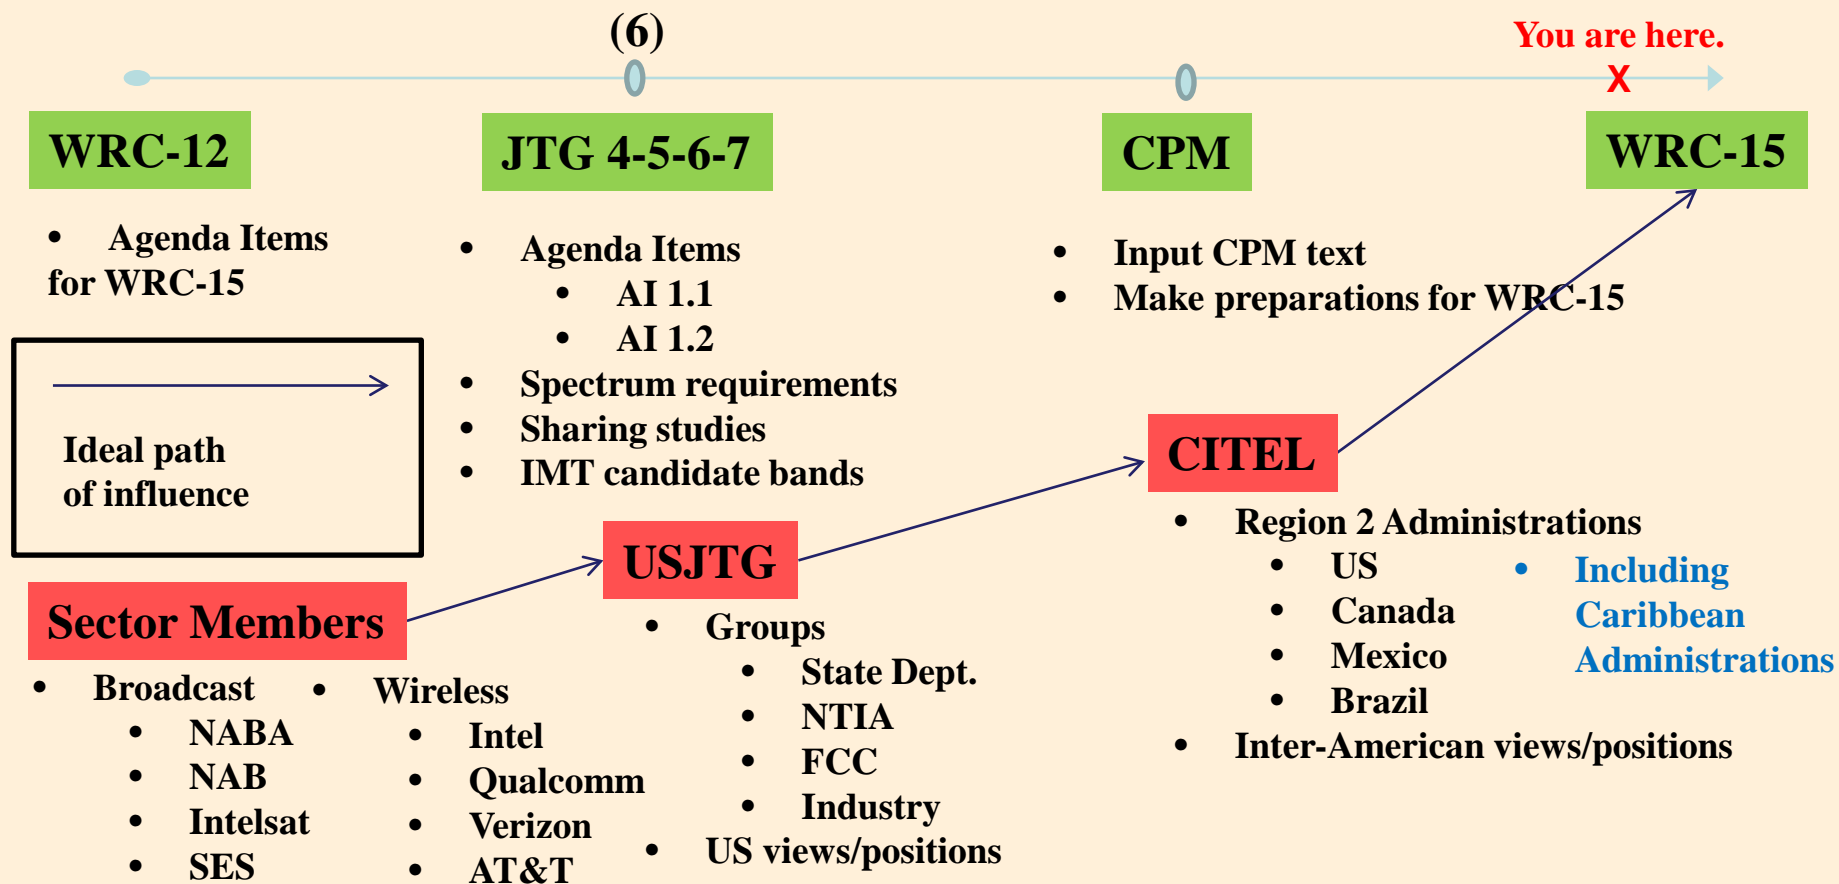 (6)
You are here.
X
WRC-12
JTG 4-5-6-7
CPM
WRC-15
• Agenda Items
for WRC-15
• Agenda Items
• AI 1.1
• AI 1.2
• Spectrum requirements
• Sharing studies
• IMT candidate bands
• Input CPM text
• Make preparations for WRC-15
Ideal path
of influence
Sector Members
• Broadcast
• NABA
• NAB
• Intelsat
• SES
• Wireless
• Intel
• Qualcomm
• Verizon
• AT&T
USJTG
• Groups
• State Dept.
• NTIA
• FCC
• Industry
• US views/positions
CITEL
• Region 2 Administrations
• US
• Canada
• Mexico
• Brazil
• Including
Caribbean
Administrations
• Inter-American views/positions